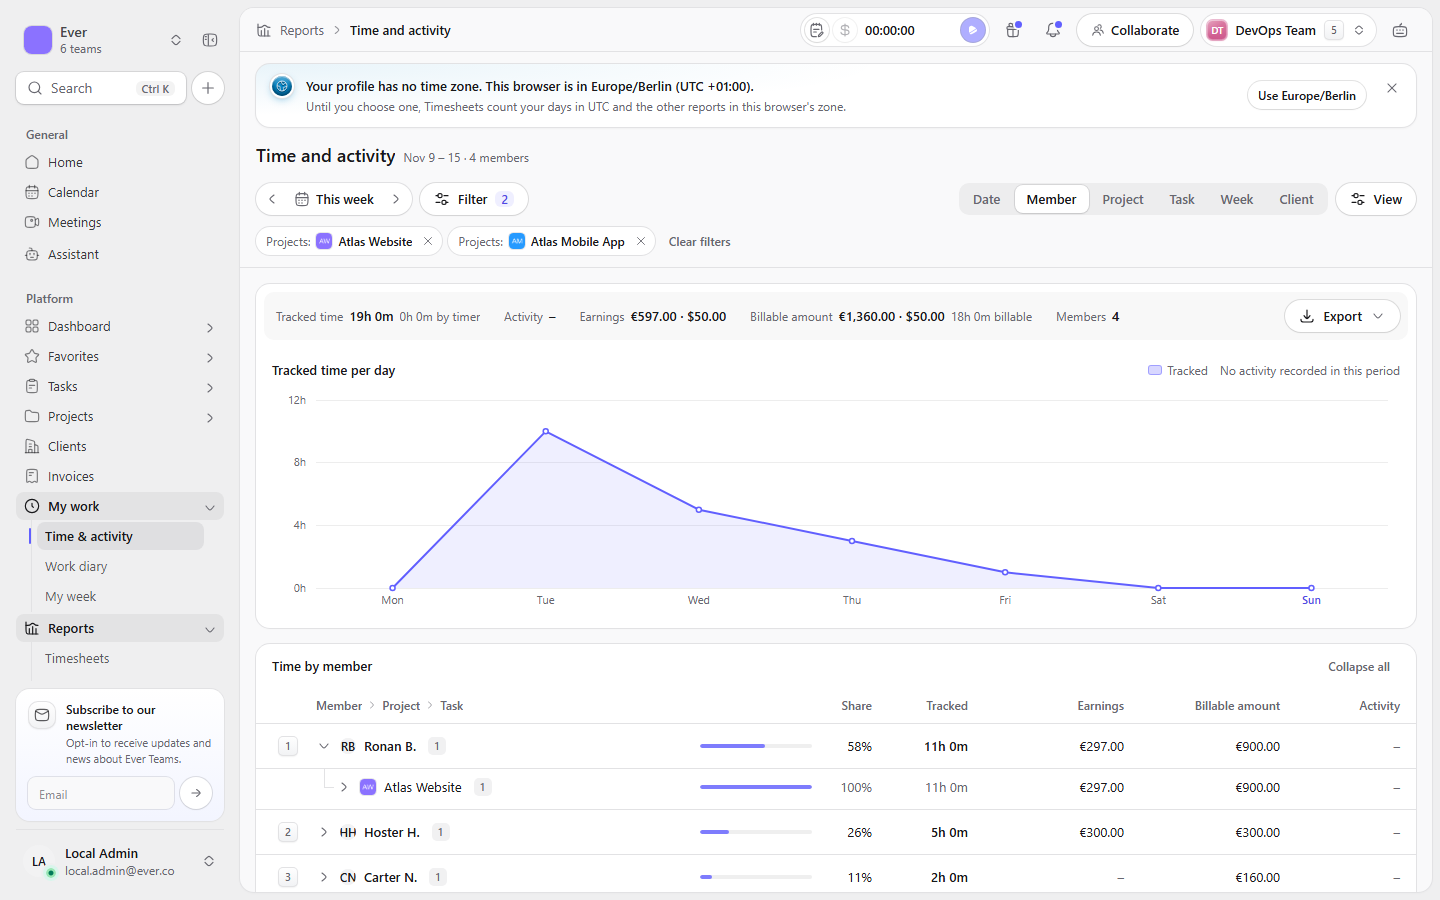 Ever
6 teams
Search
Ctrl K
General
Home
Calendar
Meetings
Assistant
Platform
Dashboard
Favorites
Tasks
Projects
Clients
Invoices
My work
Time & activity
Work diary
My week
Reports
Timesheets
Subscribe to our
newsletter
Opt-in to receive updates and
news about Ever Teams.
Email
LA
Local Admin
local.admin@ever.co
Reports
Time and activity
$
00:00:00
Collaborate
DT
DevOps Team
5
Your profile has no time zone. This browser is in Europe/Berlin (UTC +01:00).
Until you choose one, Timesheets count your days in UTC and the other reports in this browser's zone.
Use Europe/Berlin
Time and activity
Nov 9 – 15 · 4 members
This week
Filter
2
Date
Member
Project
Task
Week
Client
View
Projects:
AW
Atlas Website
Projects:
AM
Atlas Mobile App
Clear filters
Tracked time 19h 0m 0h 0m by timer
Activity –
Earnings €597.00 · $50.00
Billable amount €1,360.00 · $50.00 18h 0m billable
Members 4
Export
Tracked time per day
Tracked
No activity recorded in this period
12h
8h
4h
0h
Mon
Tue
Wed
Thu
Fri
Sat
Sun
Time by member
Collapse all
Member
Project
Task
Share
Tracked
Earnings
Billable amount
Activity
1 RB Ronan B. 1 58% 11h 0m €297.00 €900.00 –
AW Atlas Website 1 100% 11h 0m €297.00 €900.00 –
2 HH Hoster H. 1 26% 5h 0m €300.00 €300.00 –
3 CN Carter N. 1 11% 2h 0m – €160.00 –